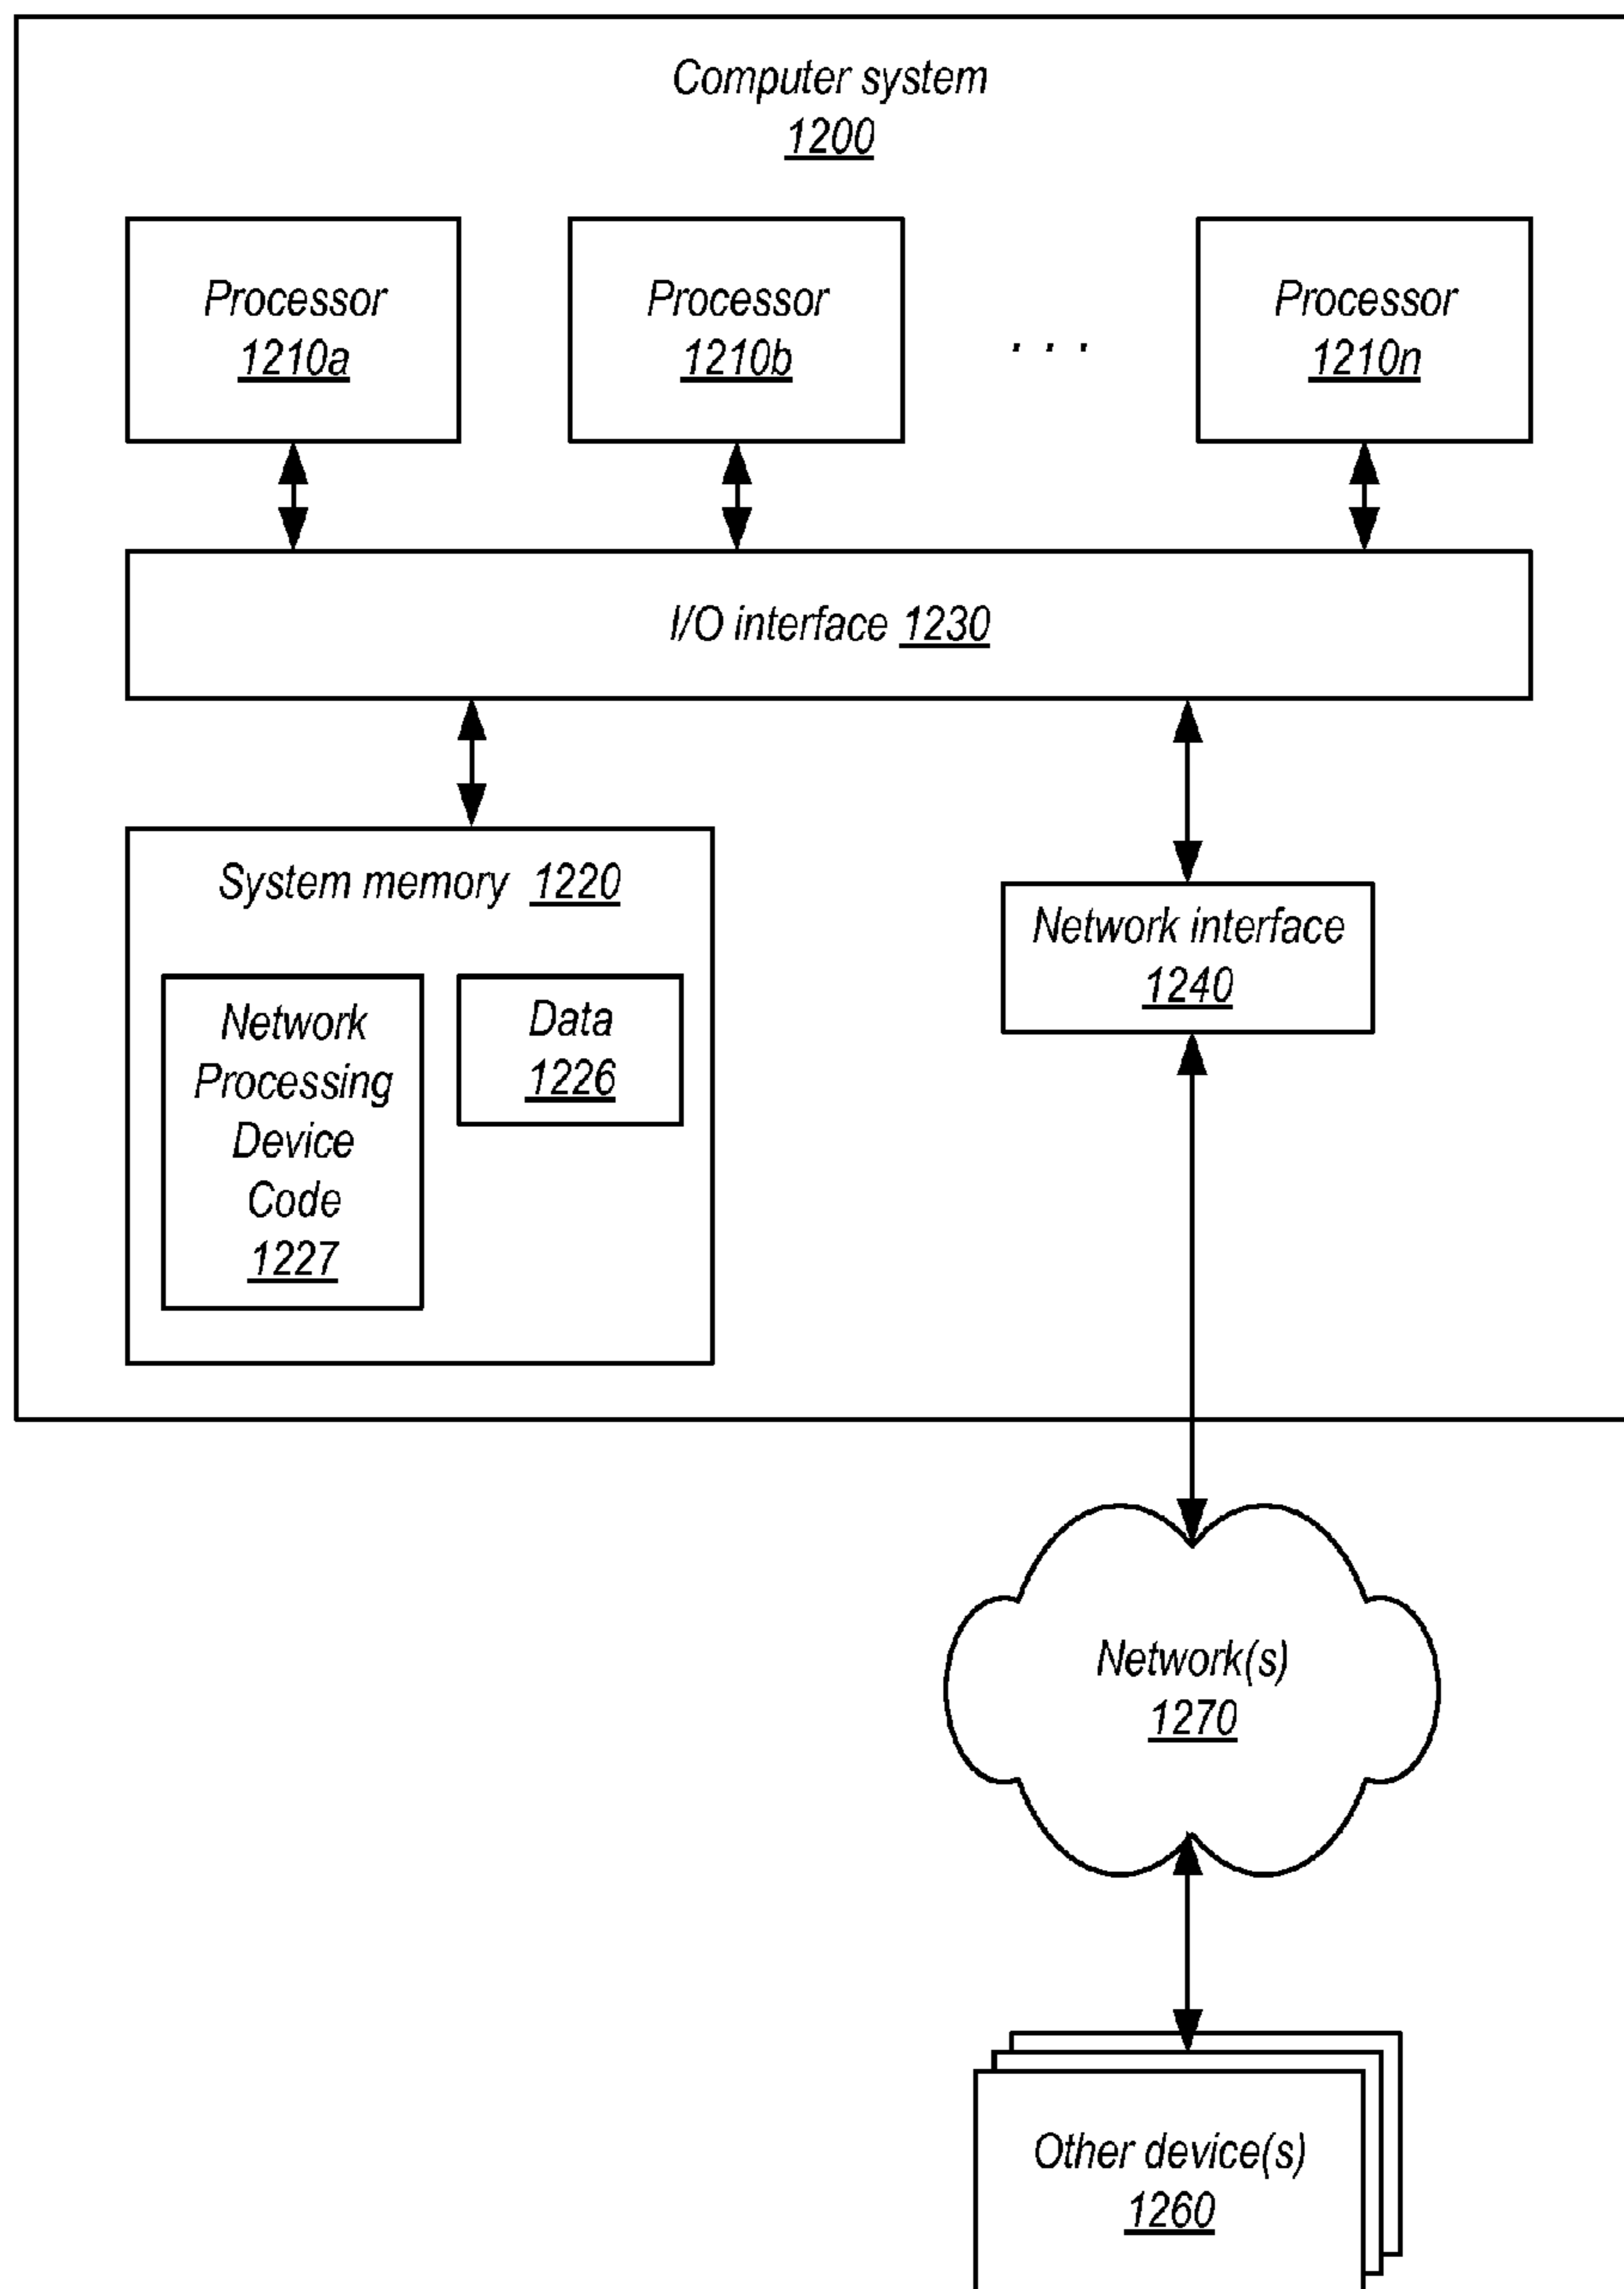 Computer system
1200
Processor
1210a
Processor
1210b
. . .
Processor
1210n
I/O interface 1230
System memory 1220
Network
Processing
Device
Code
1227
Data
1226
Network interface
1240
Network(s)
1270
Other device(s)
1260